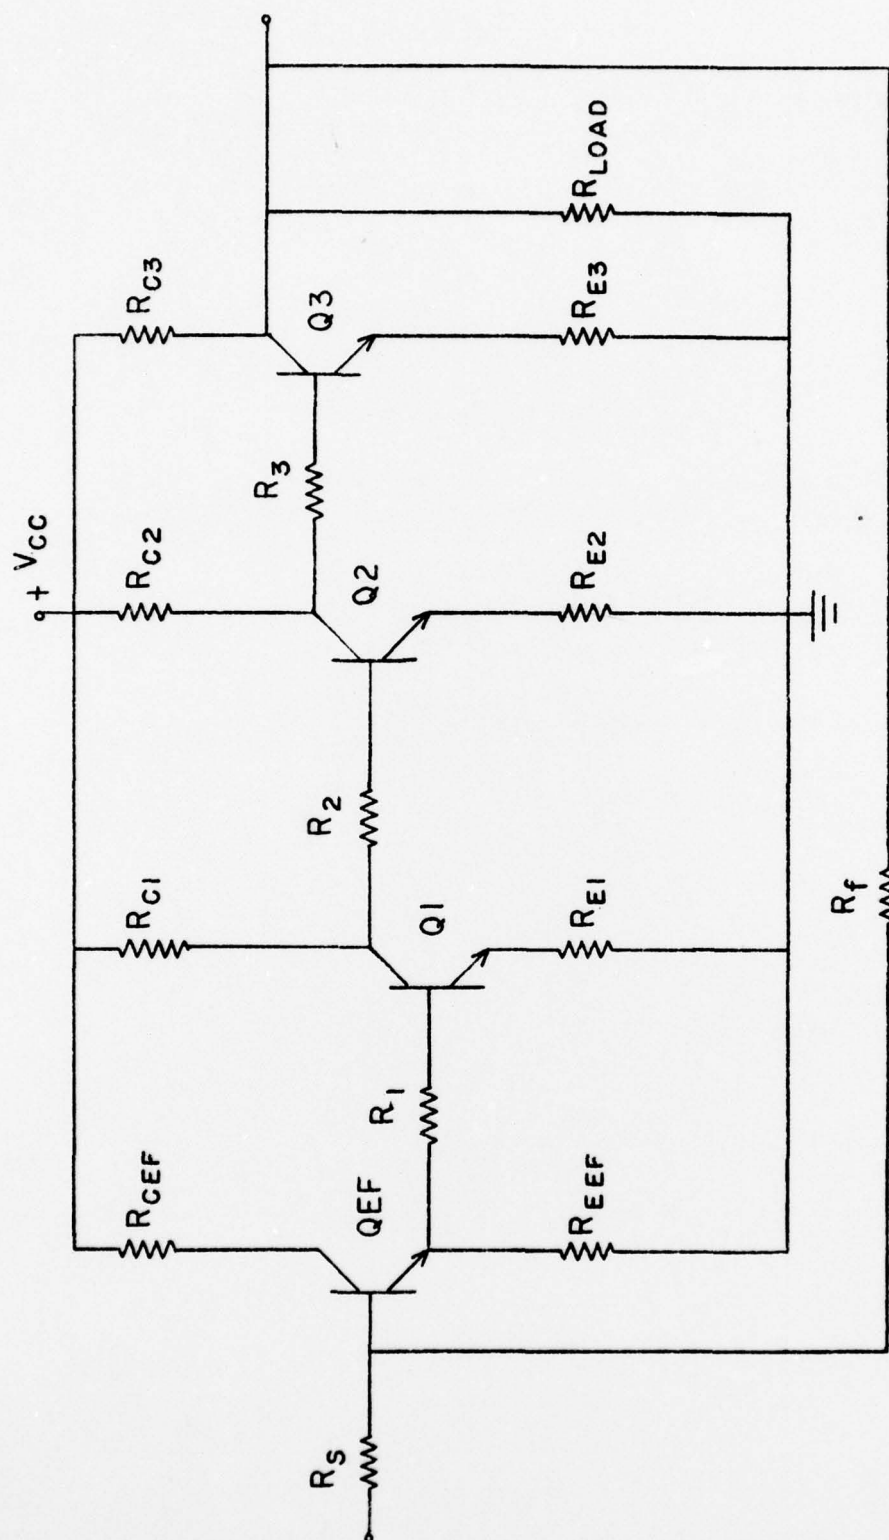 + VCC
RCEF
RC1
RC2
RC3
QEF
Q1
Q2
Q3
RS
R1
R2
R3
REEF
RE1
RE2
RE3
RLOAD
Rf